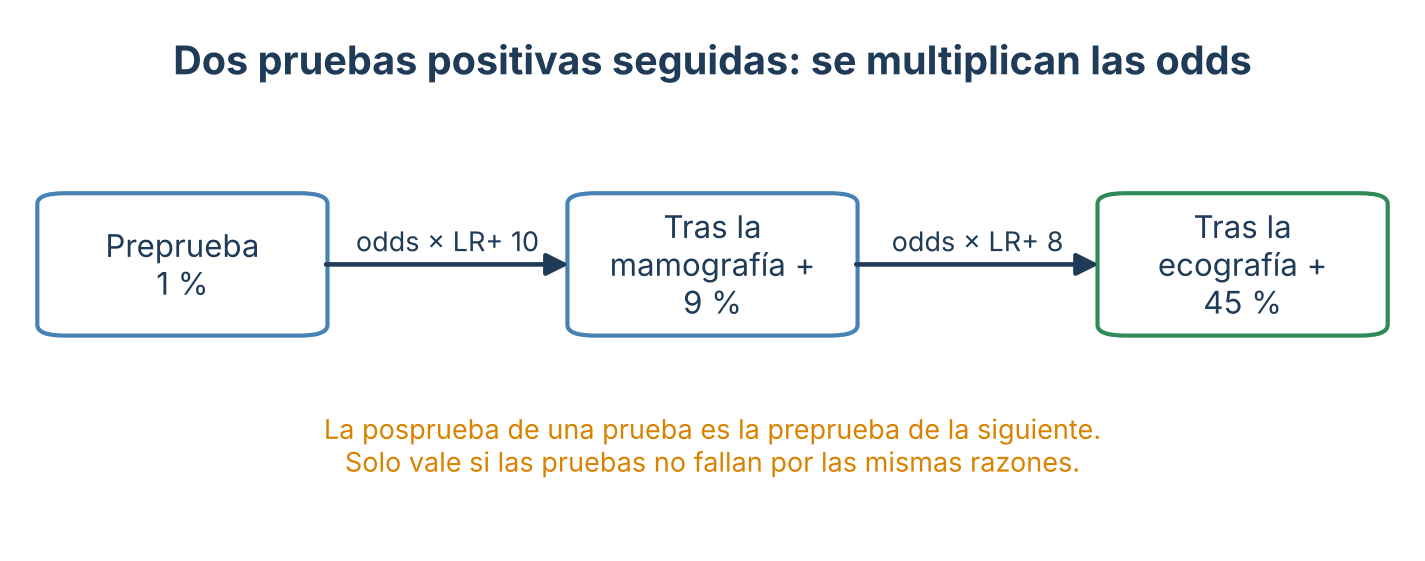 Dos pruebas positivas seguidas: se multiplican las odds
Preprueba
1 %
odds × LR+ 10
Tras la
mamografía +
9 %
odds × LR+ 8
Tras la
ecografía +
45 %
La posprueba de una prueba es la preprueba de la siguiente.
Solo vale si las pruebas no fallan por las mismas razones.